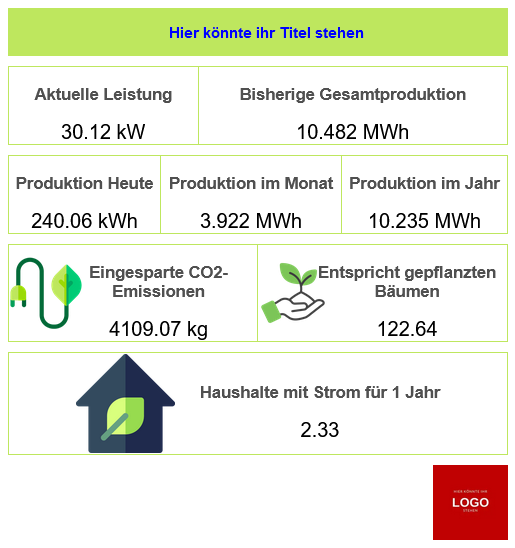 Hier könnte ihr Titel stehen
Aktuelle Leistung
30.12 kW
Bisherige Gesamtproduktion
10.482 MWh
Produktion Heute
240.06 kWh
Produktion im Monat
3.922 MWh
Produktion im Jahr
10.235 MWh
Eingesparte CO2-
Emissionen
4109.07 kg
Entspricht gepflanzten
Bäumen
122.64
Haushalte mit Strom für 1 Jahr
2.33
HIER KÖNNTE IHR
LOGO
STEHEN